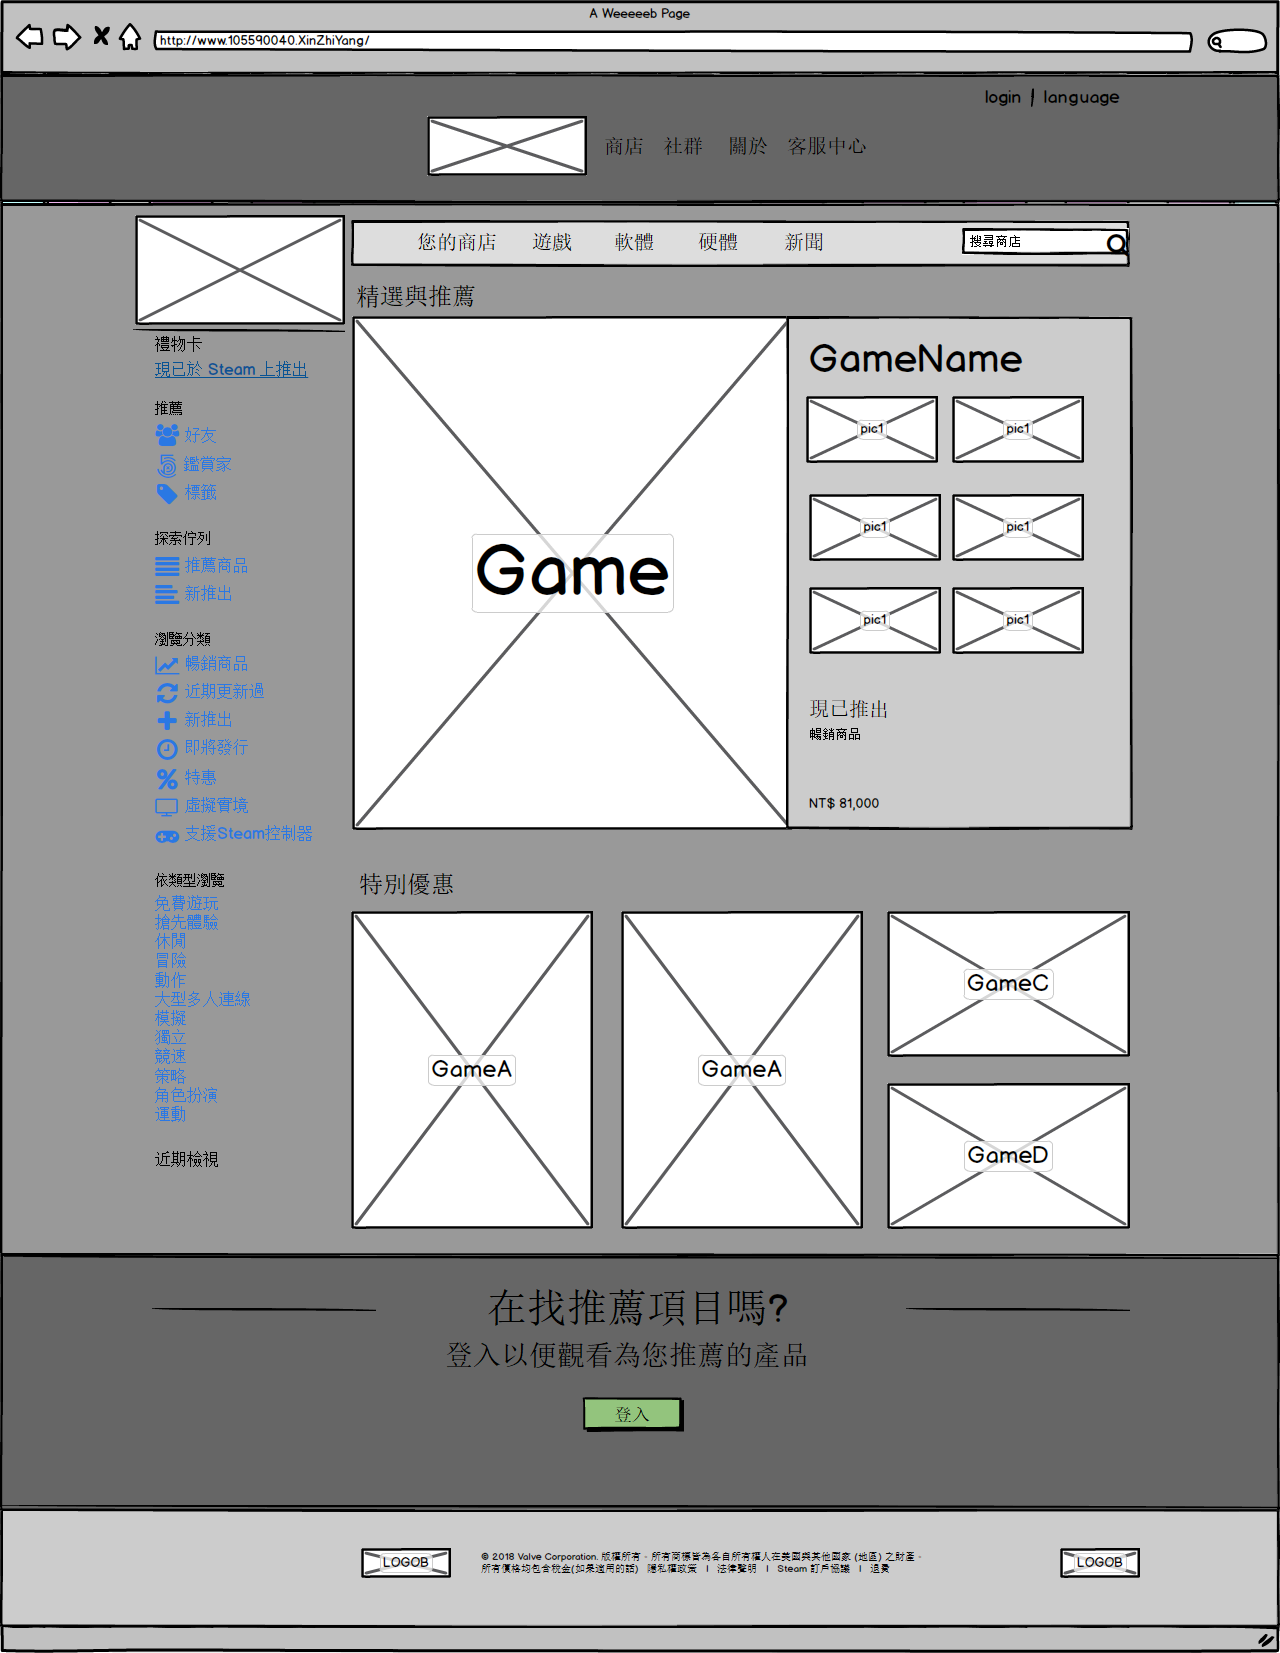 A Weeeeeb Page
http://www.105590040.XinZhiYang/
login | language
商店 社群 關於 客服中心
您的商店 遊戲 軟體 硬體 新聞
搜尋商店
禮物卡
現已於 Steam 上推出
推薦
好友
鑑賞家
標籤
探索佇列
推薦商品
新推出
瀏覽分類
暢銷商品
近期更新過
新推出
即將發行
特惠
虛擬實境
支援Steam控制器
依類型瀏覽
免費遊玩
搶先體驗
休閒
冒險
動作
大型多人連線
模擬
獨立
競速
策略
角色扮演
運動
近期檢視
精選與推薦
Game
GameName
pic1 pic1
pic1 pic1
pic1 pic1
現已推出
暢銷商品
NT$ 81,000
特別優惠
GameA
GameA
GameC
GameD
在找推薦項目嗎?
登入以便觀看為您推薦的產品
登入
LOGOB
© 2018 Valve Corporation. 版權所有。所有商標皆為各自所有權人在美國與其他國家 (地區) 之財產。
所有價格均包含稅金(如果適用的話) 隱私權政策 | 法律聲明 | Steam 訂戶協議 | 退費
LOGOB